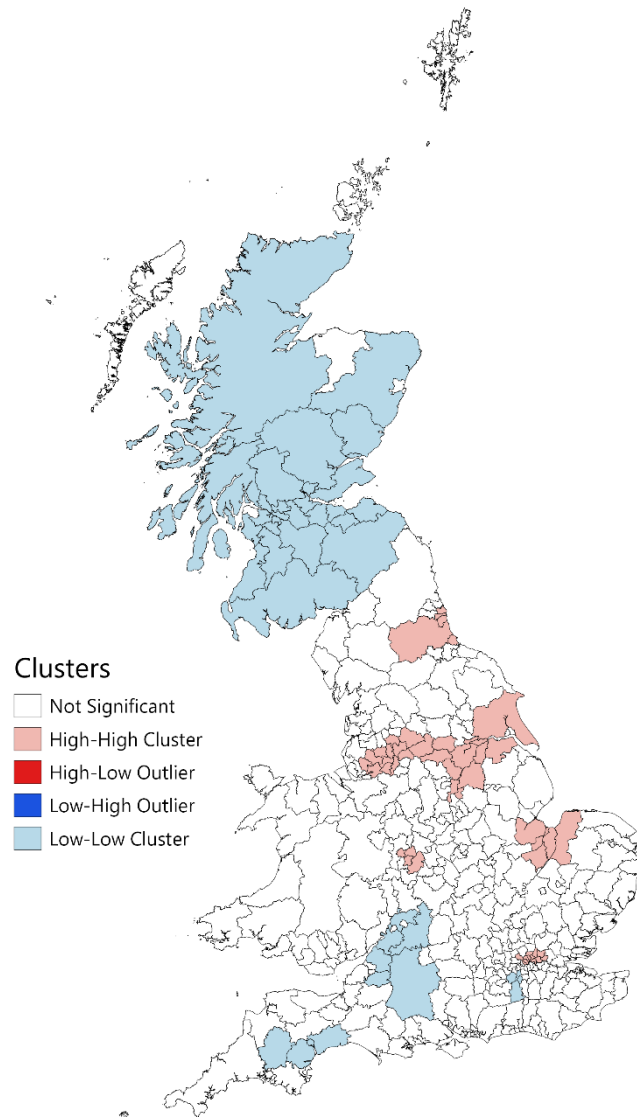 Clusters
Not Significant
High-High Cluster
High-Low Outlier
Low-High Outlier
Low-Low Cluster